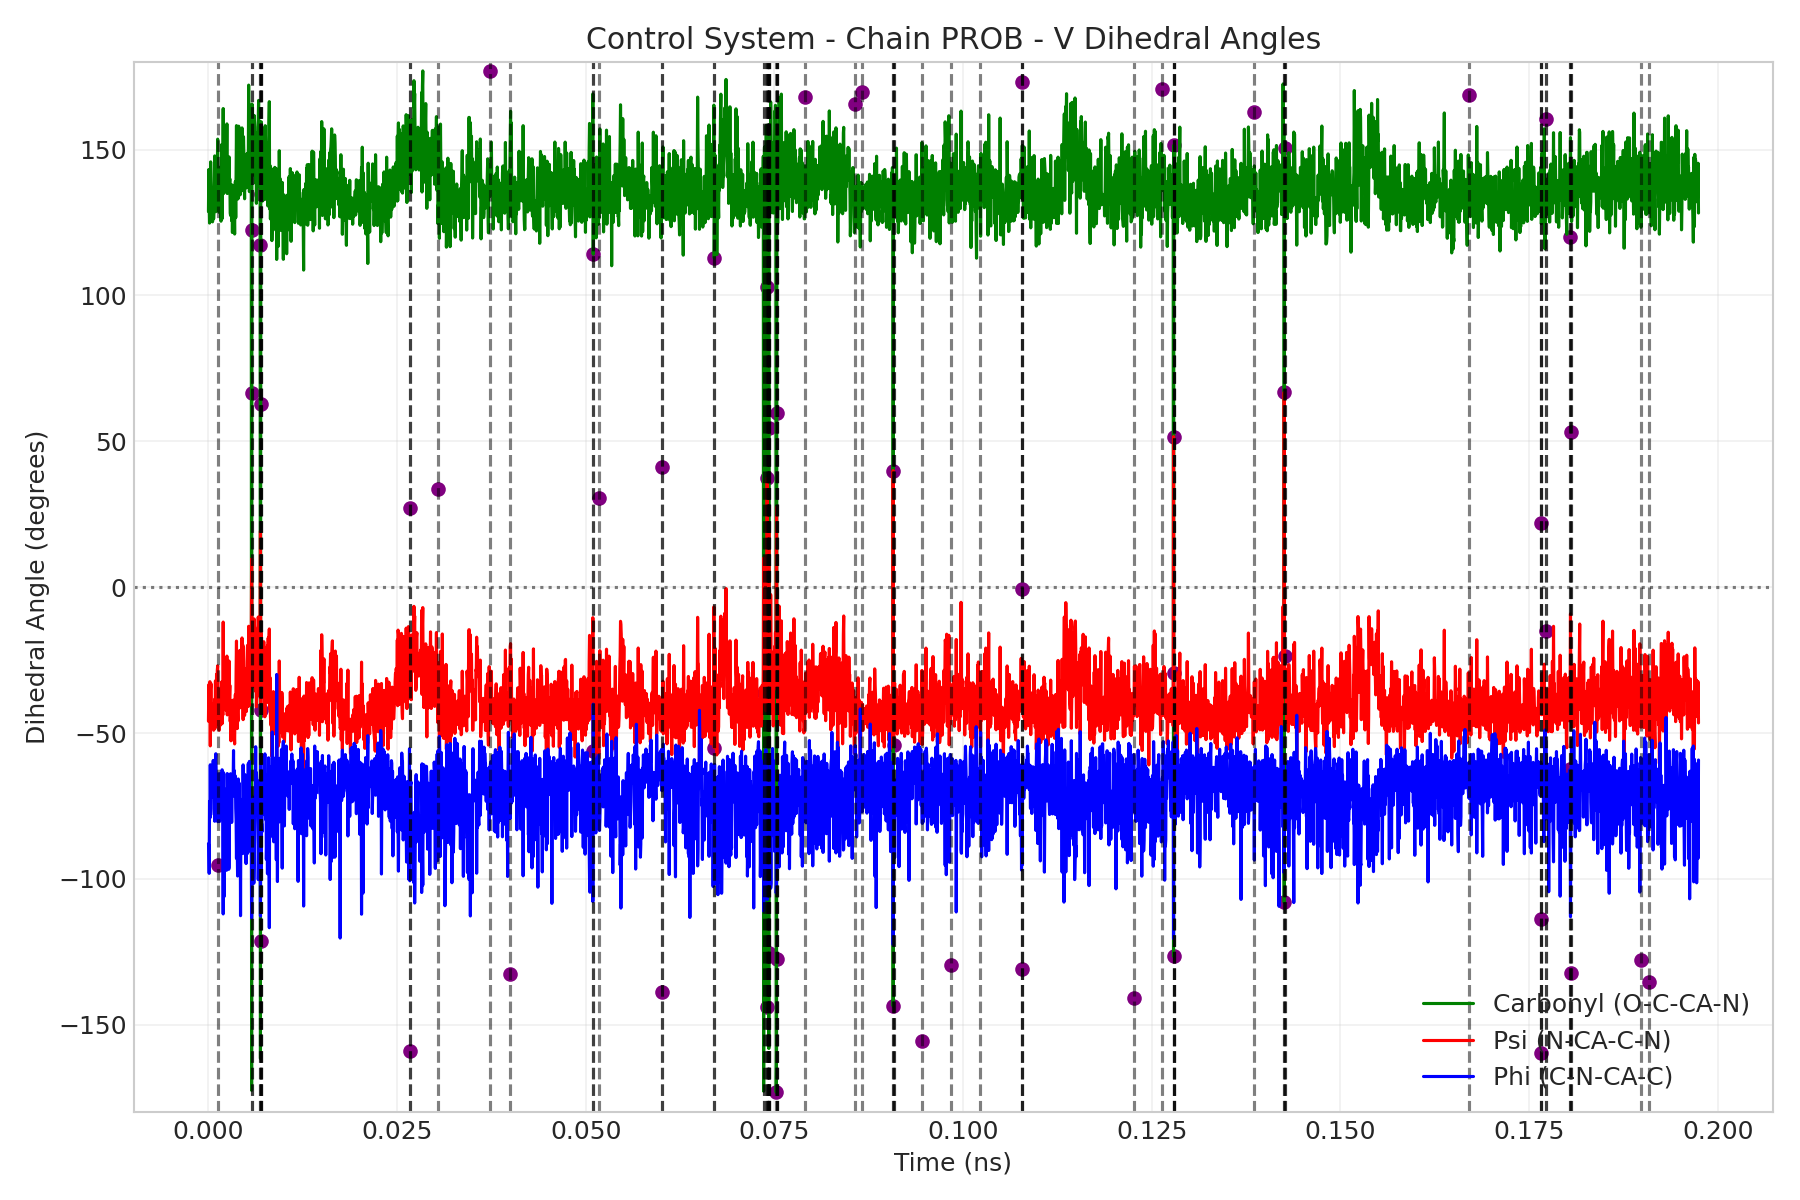 Control System - Chain PROB - V Dihedral Angles
Dihedral Angle (degrees)
150
100
50
0
−50
−100
−150
Carbonyl (O-C-CA-N)
Psi (N-CA-C-N)
Phi (C-N-CA-C)
0.000 0.025 0.050 0.075 0.100 0.125 0.150 0.175 0.200
Time (ns)